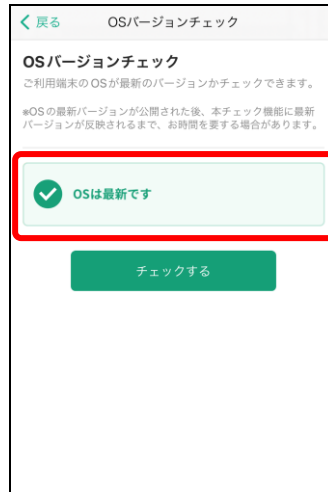 戻る OSバージョンチェック
OSバージョンチェック
ご利用端末のOSが最新のバージョンかチェックできます。
※OSの最新バージョンが公開された後、本チェック機能に最新
バージョンが反映されるまで、お時間を要する場合があります。
OSは最新です
チェックする